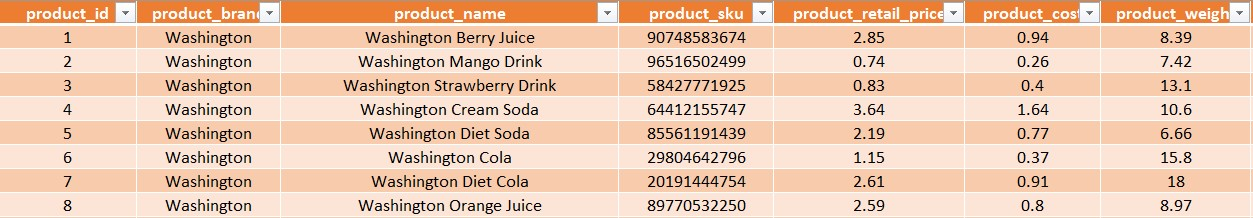 product_id product_bran product_name product_sku product_retail_price product_cos product_weigh
1 Washington Washington Berry Juice 90748583674 2.85 0.94 8.39
2 Washington Washington Mango Drink 96516502499 0.74 0.26 7.42
3 Washington Washington Strawberry Drink 58427771925 0.83 0.4 13.1
4 Washington Washington Cream Soda 64412155747 3.64 1.64 10.6
5 Washington Washington Diet Soda 85561191439 2.19 0.77 6.66
6 Washington Washington Cola 29804642796 1.15 0.37 15.8
7 Washington Washington Diet Cola 20191444754 2.61 0.91 18
8 Washington Washington Orange Juice 89770532250 2.59 0.8 8.97